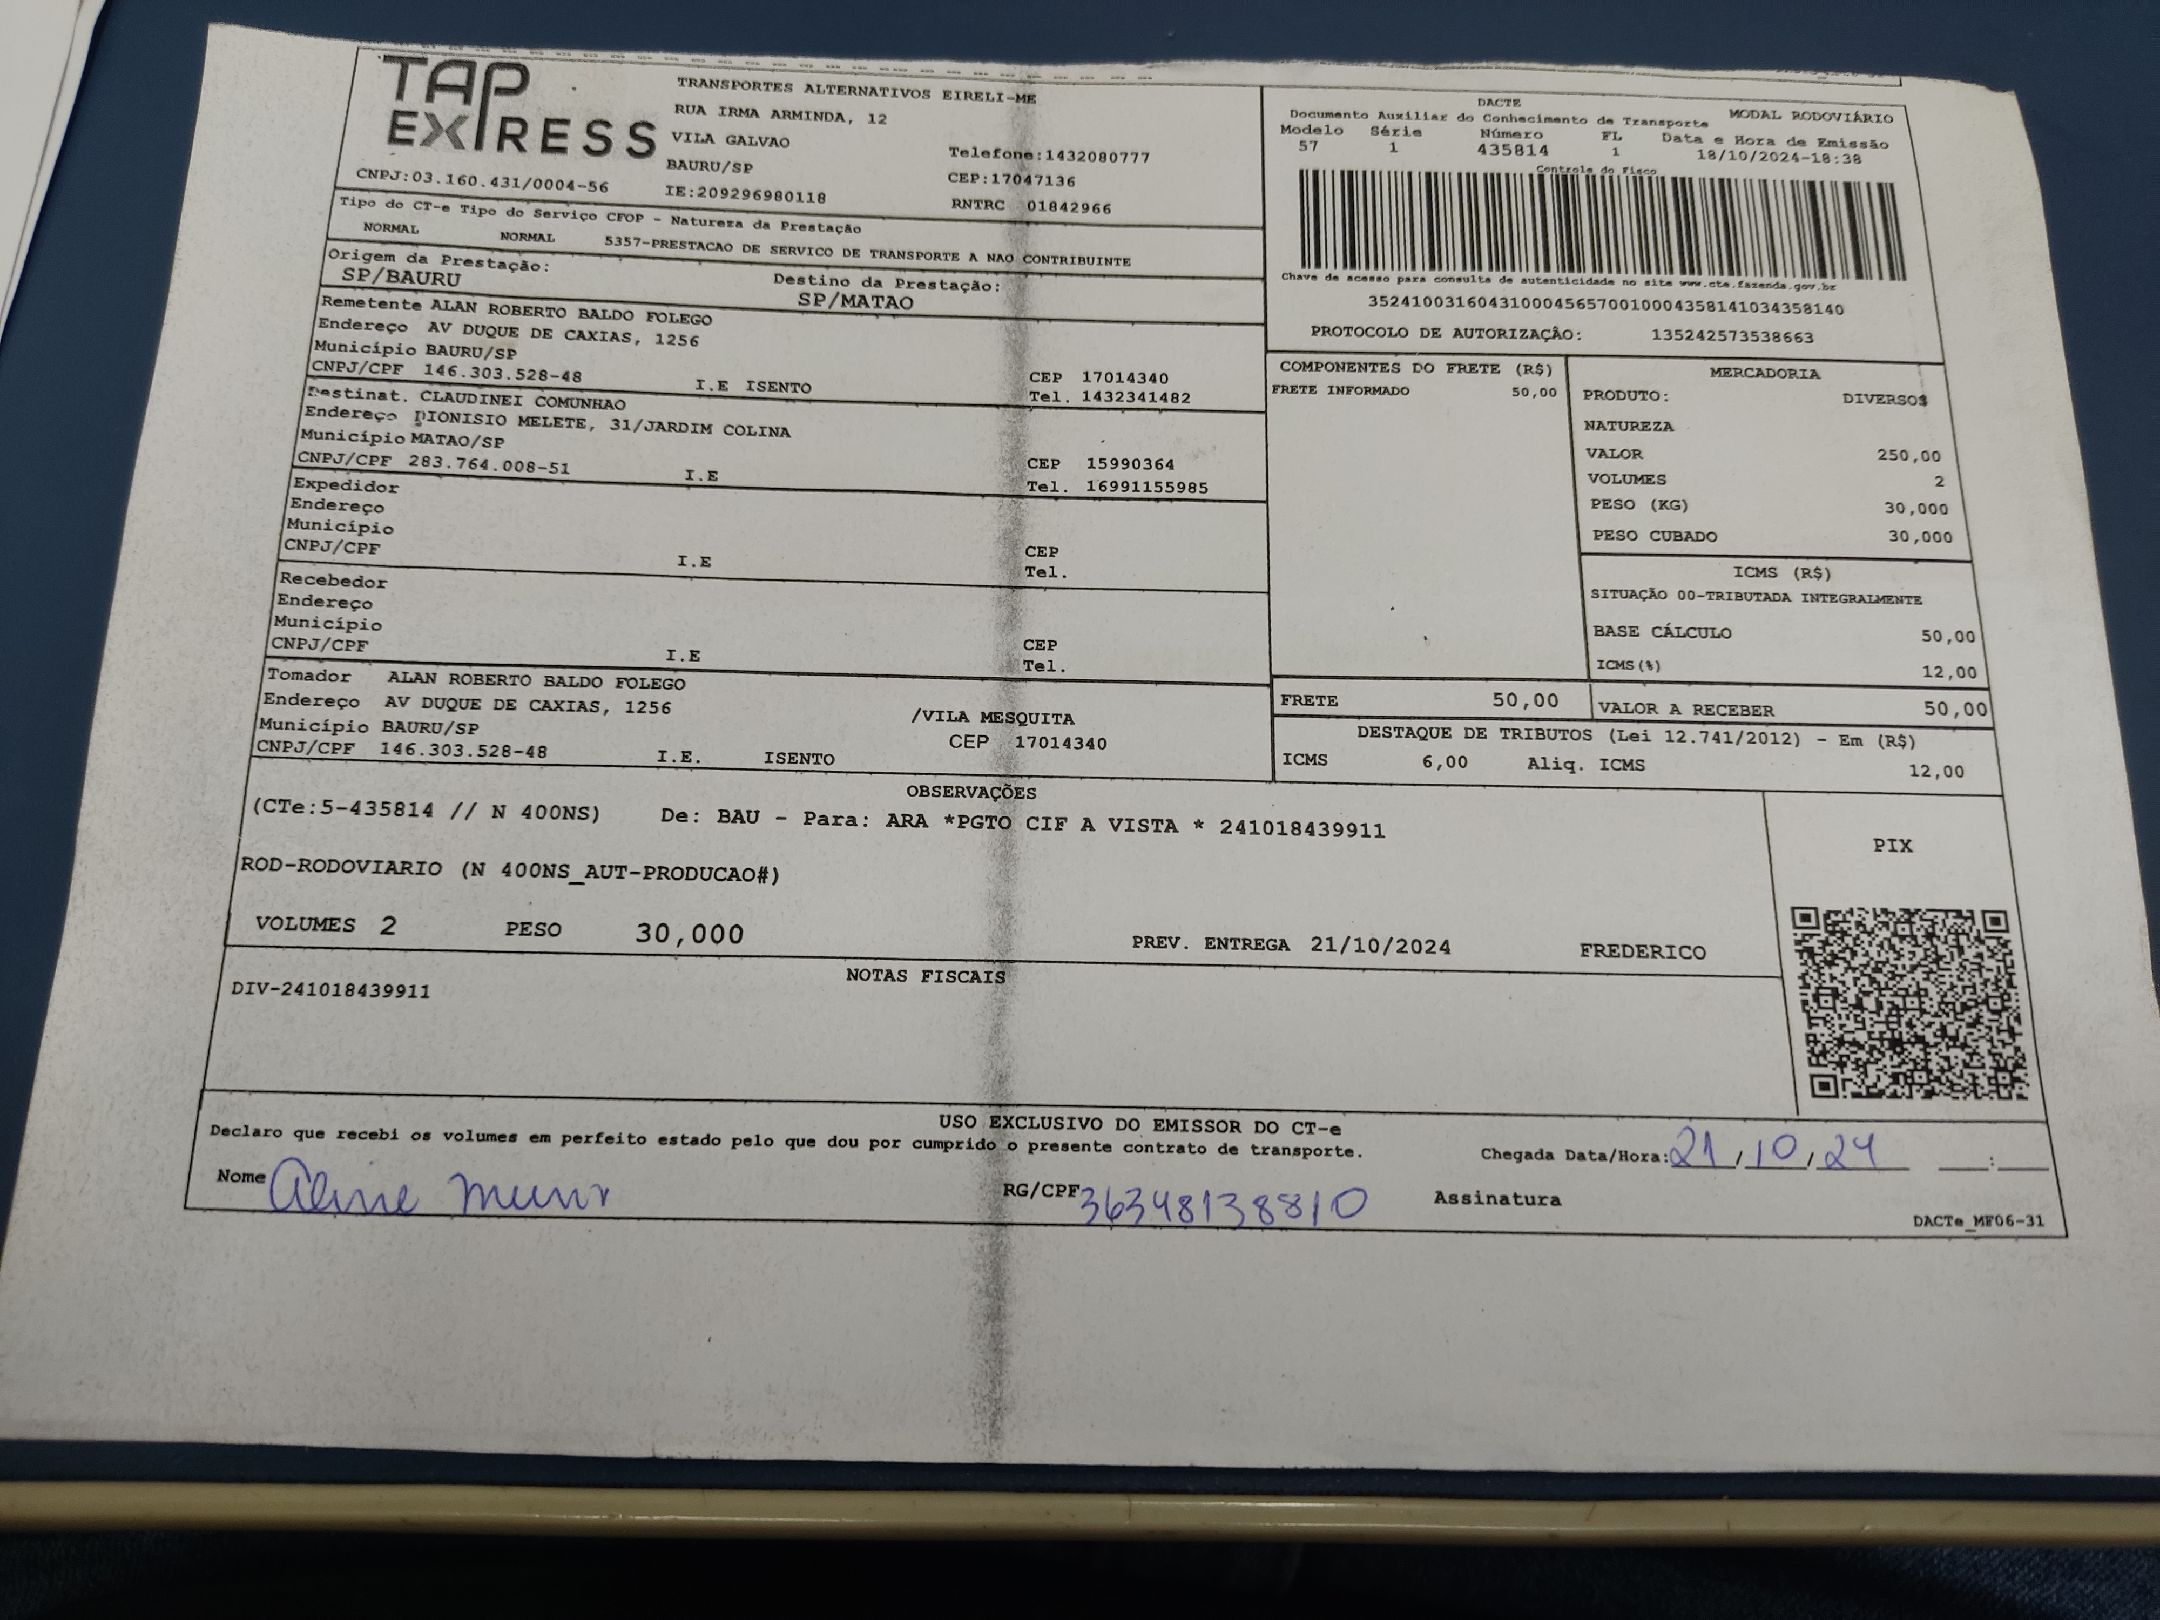 TAP
EXPRESS
CNPJ:03.160.431/0004-56
TRANSPORTES ALTERNATIVOS EIRELI-ME
RUA IRMA ARMINDA, 12
VILA GALVAO
BAURU/SP
IE:209296980118
Telefone:1432080777
CEP:17047136
RNTRC 01842966
DACTE
Documento Auxiliar do Conhecimento de Transporte
MODAL RODOVIÁRIO
Modelo Série Número FL Data e Hora de Emissão
57 1 435814 1 18/10/2024-18:38
Controle do Fisco
Chave de acesso para consulta de autenticidade no site www.cte.fazenda.gov.br
35241003160431000456570010004358141034358140
PROTOCOLO DE AUTORIZAÇÃO: 135242573538663
Tipo do CT-e Tipo do Serviço CFOP - Natureza da Prestação
NORMAL NORMAL 5357-PRESTACAO DE SERVICO DE TRANSPORTE A NAO CONTRIBUINTE
Origem da Prestação: Destino da Prestação:
SP/BAURU SP/MATAO
Remetente ALAN ROBERTO BALDO FOLEGO
Endereço AV DUQUE DE CAXIAS, 1256
Município BAURU/SP CEP 17014340
CNPJ/CPF 146.303.528-48 I.E ISENTO Tel. 1432341482
Destinat. CLAUDINEI COMUNHAO
Endereço DIONISIO MELETE, 31/JARDIM COLINA
Município MATAO/SP CEP 15990364
CNPJ/CPF 283.764.008-51 I.E Tel. 16991155985
Expedidor
Endereço
Município CEP
CNPJ/CPF I.E Tel.
Recebedor
Endereço
Município CEP
CNPJ/CPF I.E Tel.
Tomador ALAN ROBERTO BALDO FOLEGO
Endereço AV DUQUE DE CAXIAS, 1256 /VILA MESQUITA
Município BAURU/SP CEP 17014340
CNPJ/CPF 146.303.528-48 I.E. ISENTO
COMPONENTES DO FRETE (R$)
FRETE INFORMADO 50,00
MERCADORIA
PRODUTO: DIVERSOS
NATUREZA
VALOR 250,00
VOLUMES 2
PESO (KG) 30,000
PESO CUBADO 30,000
ICMS (R$)
SITUAÇÃO 00-TRIBUTADA INTEGRALMENTE
BASE CÁLCULO 50,00
ICMS(%) 12,00
FRETE 50,00 VALOR A RECEBER 50,00
DESTAQUE DE TRIBUTOS (Lei 12.741/2012) - Em (R$)
ICMS 6,00 Aliq. ICMS 12,00
OBSERVAÇÕES
(CTe:5-435814 // N 400NS) De: BAU - Para: ARA *PGTO CIF A VISTA * 241018439911
ROD-RODOVIARIO (N 400NS_AUT-PRODUCAO#)
VOLUMES 2 PESO 30,000 PREV. ENTREGA 21/10/2024 FREDERICO
PIX
NOTAS FISCAIS
DIV-241018439911
USO EXCLUSIVO DO EMISSOR DO CT-e
Declaro que recebi os volumes em perfeito estado pelo que dou por cumprido o presente contrato de transporte.
Chegada Data/Hora: 21/10/24 :
Nome Aline RG/CPF 36348138810 Assinatura
DACTe_MF06-31